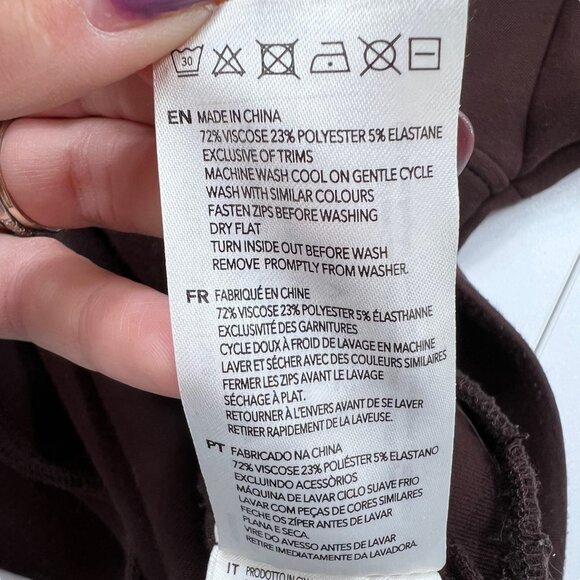 30
EN MADE IN CHINA
72% VISCOSE 23% POLYESTER 5% ELASTANE
EXCLUSIVE OF TRIMS
MACHINE WASH COOL ON GENTLE CYCLE
WASH WITH SIMILAR COLOURS
FASTEN ZIPS BEFORE WASHING
DRY FLAT
TURN INSIDE OUT BEFORE WASH
REMOVE PROMPTLY FROM WASHER.
FR FABRIQUÉ EN CHINE
72% VISCOSE 23% POLYESTER 5% ÉLASTHANNE
EXCLUSIVITÉ DES GARNITURES
CYCLE DOUX À FROID DE LAVAGE EN MACHINE
LAVER ET SÉCHER AVEC DES COULEURS SIMILAIRES
FERMER LES ZIPS AVANT LE LAVAGE
SÉCHAGE À PLAT.
RETOURNER À L'ENVERS AVANT DE SE LAVER
RETIRER RAPIDEMENT DE LA LAVEUSE.
PT FABRICADO NA CHINA
72% VISCOSE 23% POLIÉSTER 5% ELASTANO
EXCLUINDO ACESSÒRIOS
MÁQUINA DE LAVAR CICLO SUAVE FRIO
LAVAR COM PEÇAS DE CORES SIMILARES
FECHE OS ZÍPER ANTES DE LAVAR
PLANA E SECA.
VIRE DO AVESSO ANTES DE LAVAR
RETIRE IMEDIATAMENTE DA LAVADORA.
IT PRODOTTO IN